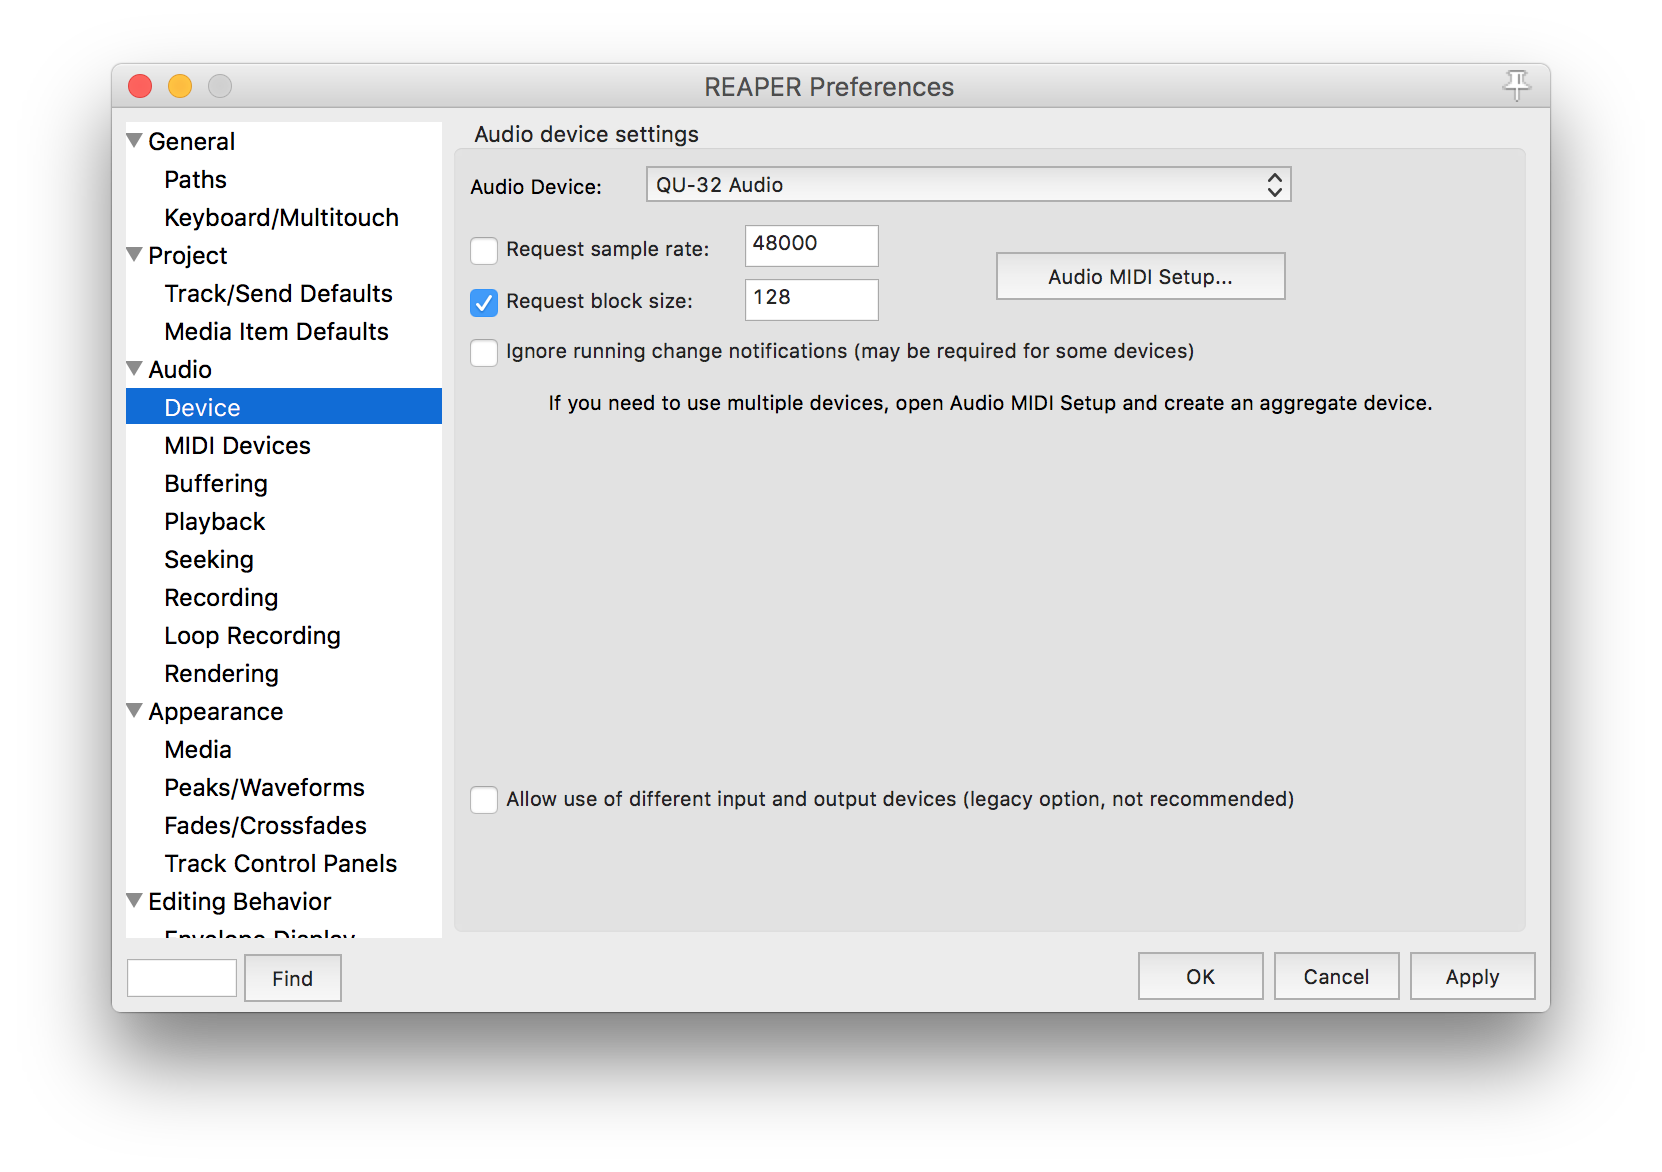 REAPER Preferences
General
Paths
Keyboard/Multitouch
Project
Track/Send Defaults
Media Item Defaults
Audio
Device
MIDI Devices
Buffering
Playback
Seeking
Recording
Loop Recording
Rendering
Appearance
Media
Peaks/Waveforms
Fades/Crossfades
Track Control Panels
Editing Behavior
Envelope Display
Find
Audio device settings
Audio Device: QU-32 Audio
Request sample rate: 48000
Audio MIDI Setup...
Request block size: 128
Ignore running change notifications (may be required for some devices)
If you need to use multiple devices, open Audio MIDI Setup and create an aggregate device.
Allow use of different input and output devices (legacy option, not recommended)
OK Cancel Apply